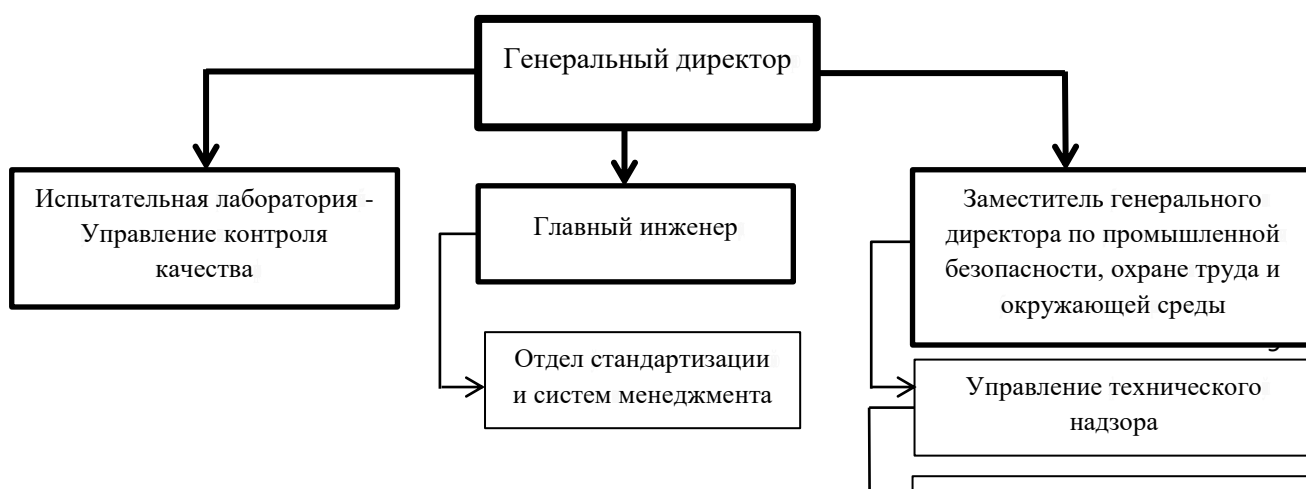 Генеральный директор
Испытательная лаборатория -
Управление контроля
качества
Главный инженер
Заместитель генерального
директора по промышленной
безопасности, охране труда и
окружающей среды
Отдел стандартизации
и систем менеджмента
Управление технического
надзора